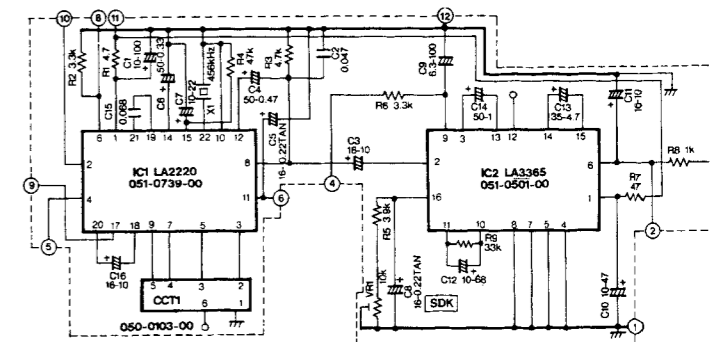 10 8 11 12
R2 3.3k
R1 4.7
C1 10-100
C6 50-0.33
C7 10-22
456kHz
X1
R4 47k
C4 50-0.47
R3 4.7k
C2 0.047
C9 6.3-100
C15 0.068
C5 16-0.22TAN
R6 3.3k
C14 50-1
C13 35-4.7
C11 16-10
6 1 21 19 14 15 22 10 12
9 3 13 12 14 15
2 IC1 LA2220 8
051-0739-00
4 11
9
5
6
4
C3 16-10
2 IC2 LA3365 6
051-0501-00
16 1
R8 1k
R7 47
2
20 17 18 9 7 5 3
C16 16-10
5 4 3 2
CCT1 6 1
050-0103-00
R5 3.9k
VR1 10k
C8 16-0.22TAN
11 10 8 7 5 4
R9 33k
C12 10-68
SDK
C10 10-47
1